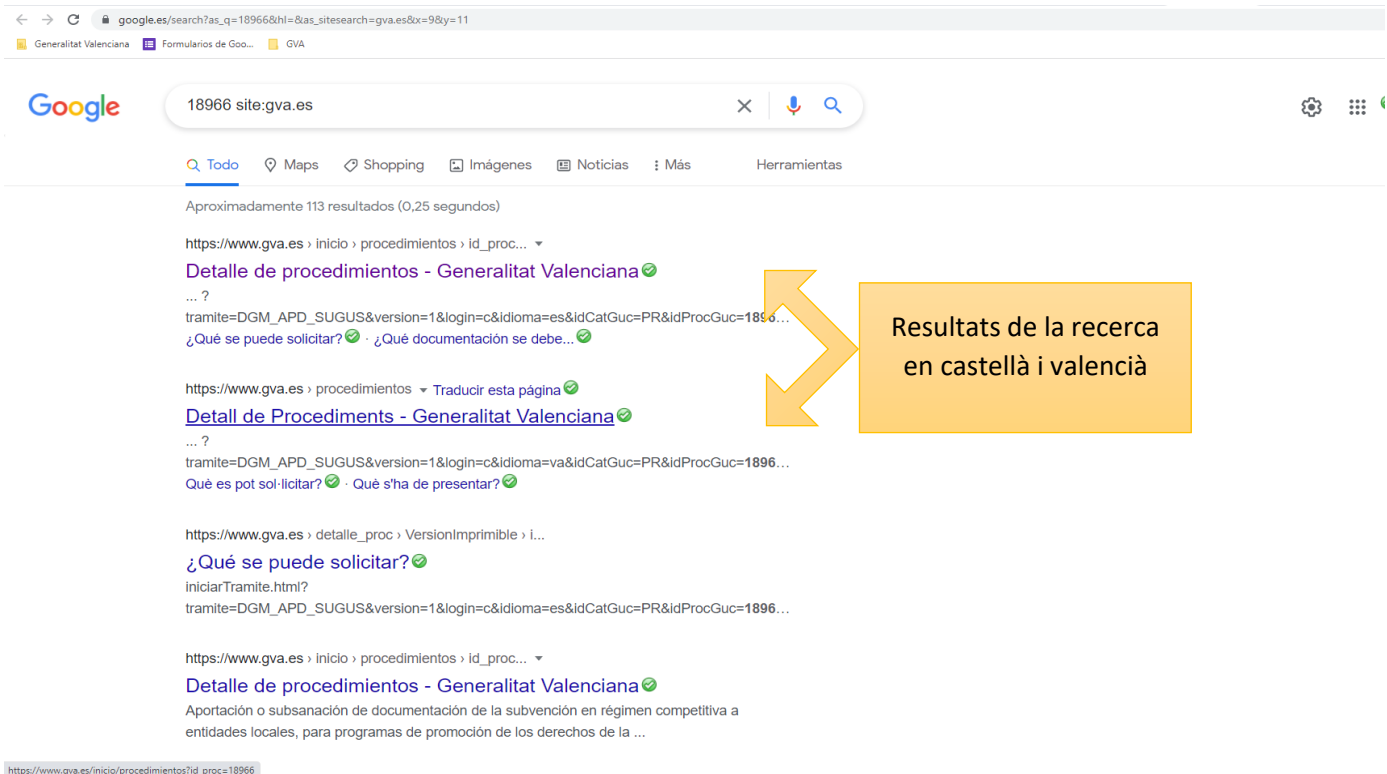 google.es/search?as_q=18966&hl=&as_sitesearch=gva.es&x=9&y=11
Generalitat Valenciana Formularios de Goo... GVA
Google 18966 site:gva.es
Todo Maps Shopping Imágenes Noticias Más Herramientas
Aproximadamente 113 resultados (0,25 segundos)
https://www.gva.es › inicio › procedimientos › id_proc...
Detalle de procedimientos - Generalitat Valenciana
... ?
tramite=DGM_APD_SUGUS&version=1&login=c&idioma=es&idCatGuc=PR&idProcGuc=1896...
¿Qué se puede solicitar? · ¿Qué documentación se debe...
https://www.gva.es › procedimientos Traducir esta página
Detall de Procediments - Generalitat Valenciana
... ?
tramite=DGM_APD_SUGUS&version=1&login=c&idioma=va&idCatGuc=PR&idProcGuc=1896...
Què es pot sol·licitar? · Què s'ha de presentar?
https://www.gva.es › detalle_proc › VersionImprimible › i...
¿Qué se puede solicitar?
iniciarTramite.html?
tramite=DGM_APD_SUGUS&version=1&login=c&idioma=es&idCatGuc=PR&idProcGuc=1896...
https://www.gva.es › inicio › procedimientos › id_proc...
Detalle de procedimientos - Generalitat Valenciana
Aportación o subsanación de documentación de la subvención en régimen competitiva a
entidades locales, para programas de promoción de los derechos de la ...
Resultats de la recerca
en castellà i valencià
https://www.gva.es/inicio/procedimientos?id_proc=18966